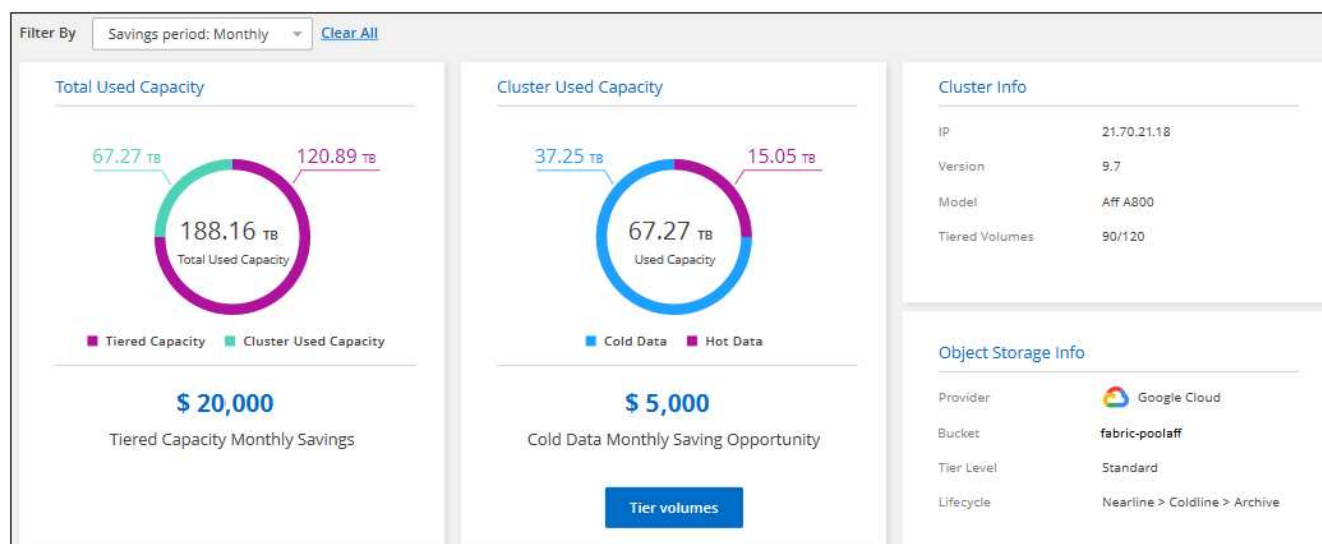 Filter By
Savings period: Monthly
Clear All
Total Used Capacity
67.27 TB
120.89 TB
188.16 TB
Total Used Capacity
Tiered Capacity
Cluster Used Capacity
$ 20,000
Tiered Capacity Monthly Savings
Cluster Used Capacity
37.25 TB
15.05 TB
67.27 TB
Used Capacity
Cold Data
Hot Data
$ 5,000
Cold Data Monthly Saving Opportunity
Tier volumes
Cluster Info
IP 21.70.21.18
Version 9.7
Model Aff A800
Tiered Volumes 90/120
Object Storage Info
Provider Google Cloud
Bucket fabric-poolaff
Tier Level Standard
Lifecycle Nearline > Coldline > Archive